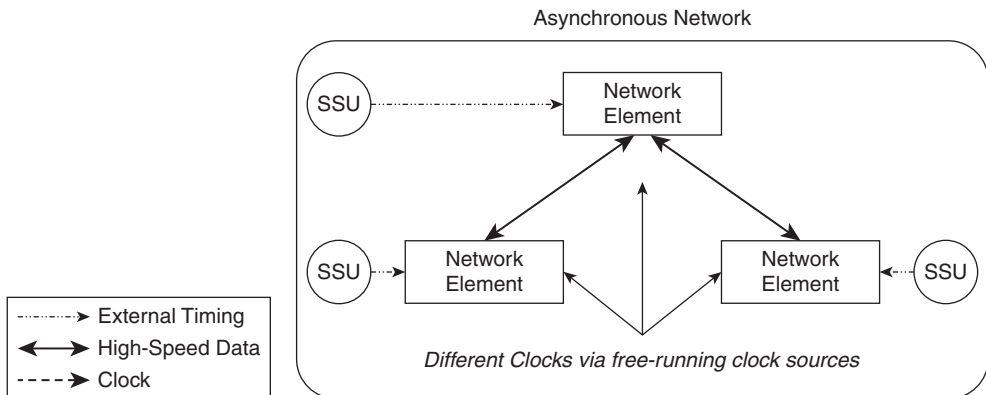 Asynchronous Network
SSU
Network
Element
SSU
Network
Element
Network
Element
SSU
External Timing
High-Speed Data
Clock
Different Clocks via free-running clock sources